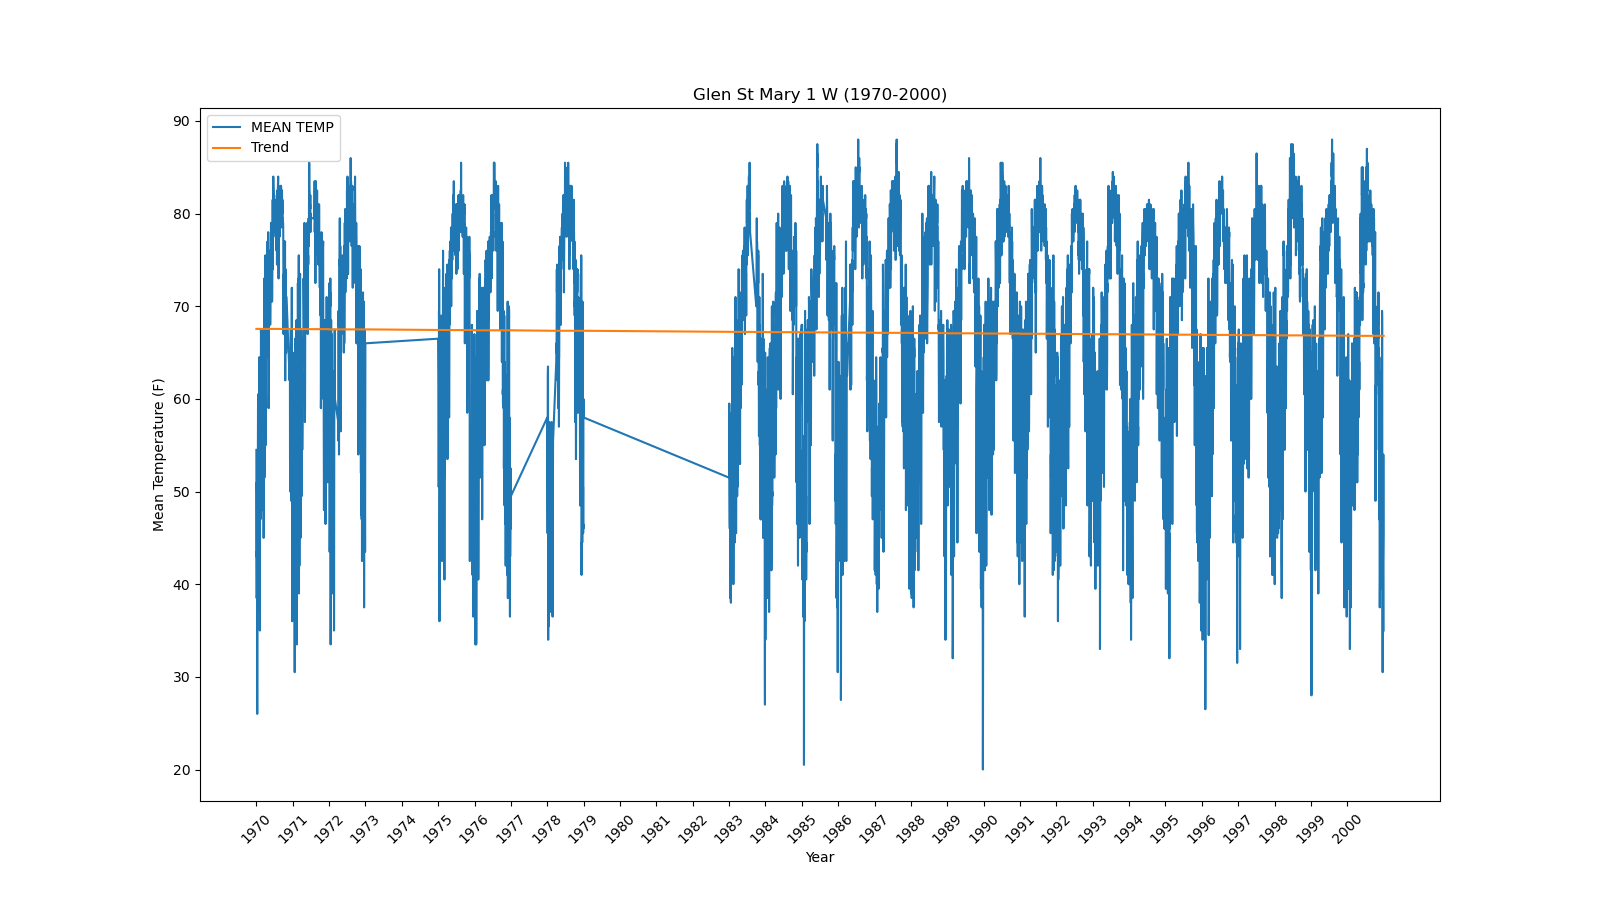 Glen St Mary 1 W (1970-2000)
MEAN TEMP
Trend
90
80
70
60
50
40
30
20
Mean Temperature (F)
1970 1971 1972 1973 1974 1975 1976 1977 1978 1979 1980 1981 1982 1983 1984 1985 1986 1987 1988 1989 1990 1991 1992 1993 1994 1995 1996 1997 1998 1999 2000
Year